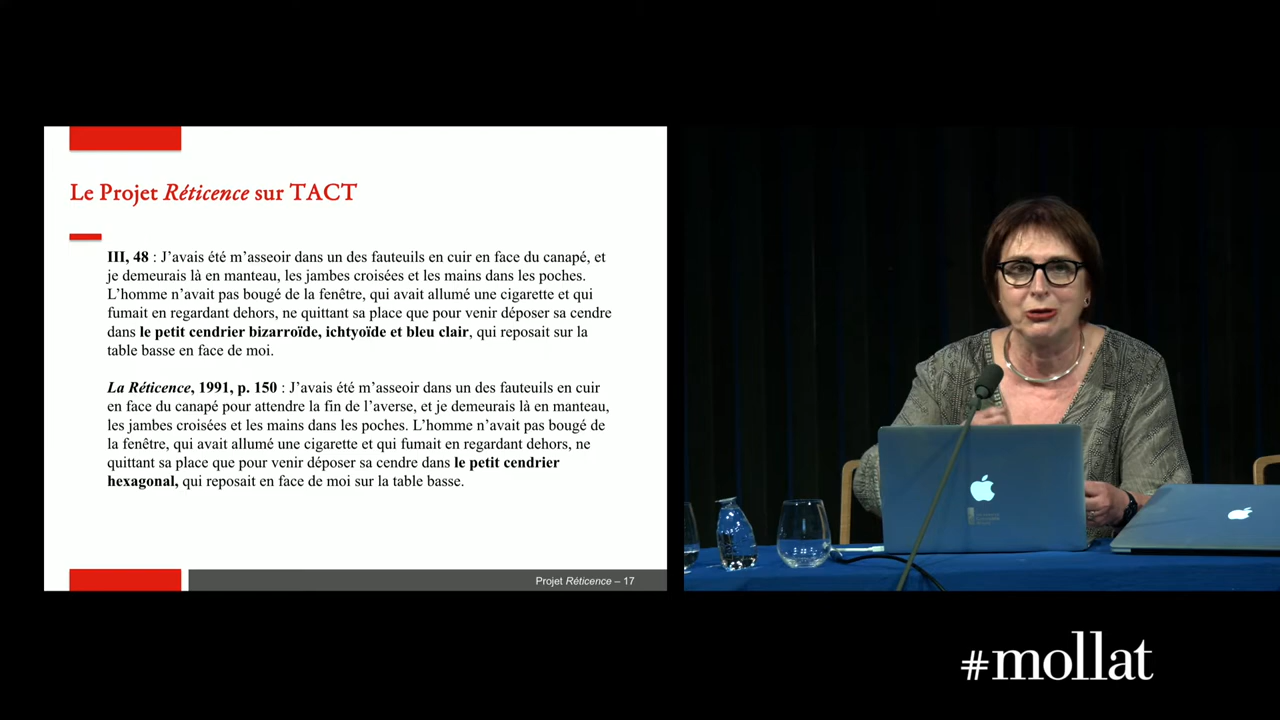 Le Projet Réticence sur TACT
III, 48 : J’avais été m’asseoir dans un des fauteuils en cuir en face du canapé, et
je demeurais là en manteau, les jambes croisées et les mains dans les poches.
L’homme n’avait pas bougé de la fenêtre, qui avait allumé une cigarette et qui
fumait en regardant dehors, ne quittant sa place que pour venir déposer sa cendre
dans le petit cendrier bizarroïde, ichtyoïde et bleu clair, qui reposait sur la
table basse en face de moi.
La Réticence, 1991, p. 150 : J’avais été m’asseoir dans un des fauteuils en cuir
en face du canapé pour attendre la fin de l’averse, et je demeurais là en manteau,
les jambes croisées et les mains dans les poches. L’homme n’avait pas bougé de
la fenêtre, qui avait allumé une cigarette et qui fumait en regardant dehors, ne
quittant sa place que pour venir déposer sa cendre dans le petit cendrier
hexagonal, qui reposait en face de moi sur la table basse.
Projet Réticence – 17
#mollat